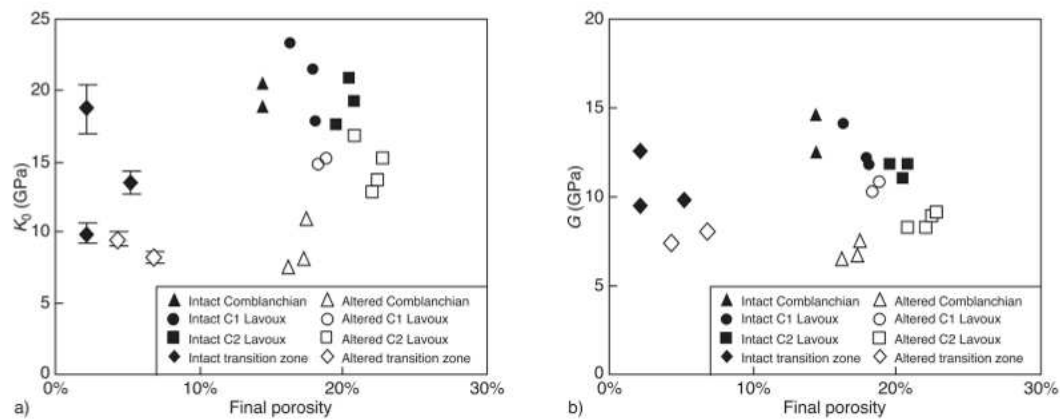 25
20
15
10
5
0
0%
10%
20%
30%
K₀ (GPa)
Final porosity
Intact Comblanchian
Altered Comblanchian
Intact C1 Lavoux
Altered C1 Lavoux
Intact C2 Lavoux
Altered C2 Lavoux
Intact transition zone
Altered transition zone
a)
20
15
10
5
0
0%
10%
20%
30%
G (GPa)
Final porosity
Intact Comblanchian
Altered Comblanchian
Intact C1 Lavoux
Altered C1 Lavoux
Intact C2 Lavoux
Altered C2 Lavoux
Intact transition zone
Altered transition zone
b)